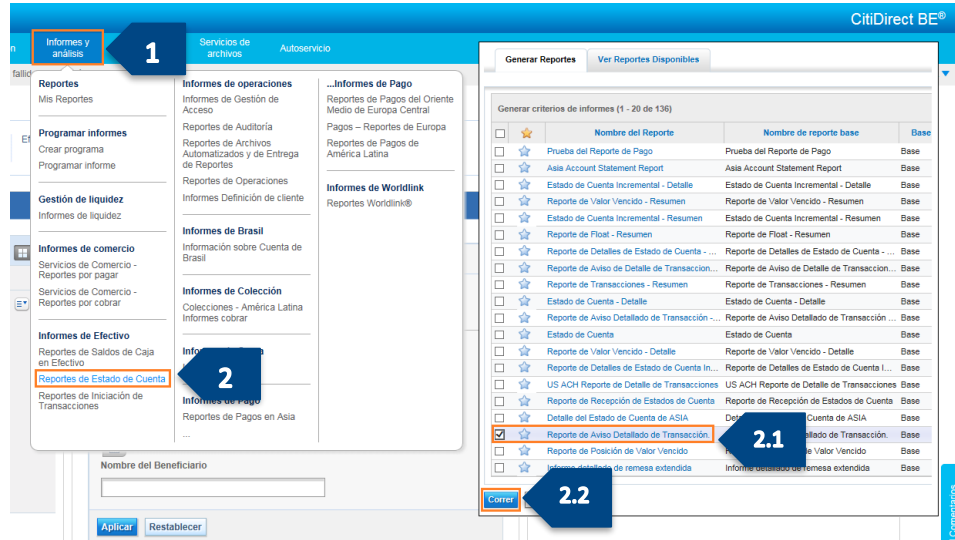 CitiDirect BE®
Informes y
análisis
1
Servicios de
archivos
Autoservicio
Reportes
Mis Reportes
Programar informes
Crear programa
Programar informe
Gestión de liquidez
Informes de liquidez
Informes de comercio
Servicios de Comercio -
Reportes por pagar
Servicios de Comercio -
Reportes por cobrar
Informes de Efectivo
Reportes de Saldos de Caja
en Efectivo
Reportes de Estado de Cuenta
Reportes de Iniciación de
Transacciones
2
Informes de operaciones
Informes de Gestión de
Acceso
Reportes de Auditoría
Reportes de Archivos
Automatizados y de Entrega
de Reportes
Reportes de Operaciones
Informes Definición de cliente
Informes de Brasil
Información sobre Cuenta de
Brasil
Informes de Colección
Colecciones - América Latina
Informes cobrar
Informes de Pago
Reportes de Pagos en Asia
...
...Informes de Pago
Reportes de Pagos del Oriente
Medio de Europa Central
Pagos – Reportes de Europa
Reportes de Pagos de
América Latina
Informes de Worldlink
Reportes Worldlink®
Nombre del Beneficiario
Aplicar Restablecer
Generar Reportes Ver Reportes Disponibles
Generar criterios de informes (1 - 20 de 136)
Nombre del Reporte Nombre de reporte base Base
Prueba del Reporte de Pago Prueba del Reporte de Pago Base
Asia Account Statement Report Asia Account Statement Report Base
Estado de Cuenta Incremental - Detalle Estado de Cuenta Incremental - Detalle Base
Reporte de Valor Vencido - Resumen Reporte de Valor Vencido - Resumen Base
Estado de Cuenta Incremental - Resumen Estado de Cuenta Incremental - Resumen Base
Reporte de Float - Resumen Reporte de Float - Resumen Base
Reporte de Detalles de Estado de Cuenta - ... Reporte de Detalles de Estado de Cuenta - ... Base
Reporte de Aviso de Detalle de Transaccion... Reporte de Aviso de Detalle de Transaccion... Base
Reporte de Transacciones - Resumen Reporte de Transacciones - Resumen Base
Estado de Cuenta - Detalle Estado de Cuenta - Detalle Base
Reporte de Aviso Detallado de Transacción -... Reporte de Aviso Detallado de Transacción ... Base
Estado de Cuenta Estado de Cuenta Base
Reporte de Valor Vencido - Detalle Reporte de Valor Vencido - Detalle Base
Reporte de Detalles de Estado de Cuenta In... Reporte de Detalles de Estado de Cuenta I... Base
US ACH Reporte de Detalle de Transacciones US ACH Reporte de Detalle de Transacciones Base
Reporte de Recepción de Estados de Cuenta Reporte de Recepción de Estados de Cuenta Base
Detalle del Estado de Cuenta de ASIA Cuenta de ASIA Base
Reporte de Aviso Detallado de Transacción. de Transacción. Base
2.1
Reporte de Posición de Valor Vencido de Valor Vencido Base
Informe detallado de remesa extendida Informe detallado de remesa extendida Base
Correr
2.2
Comentarios